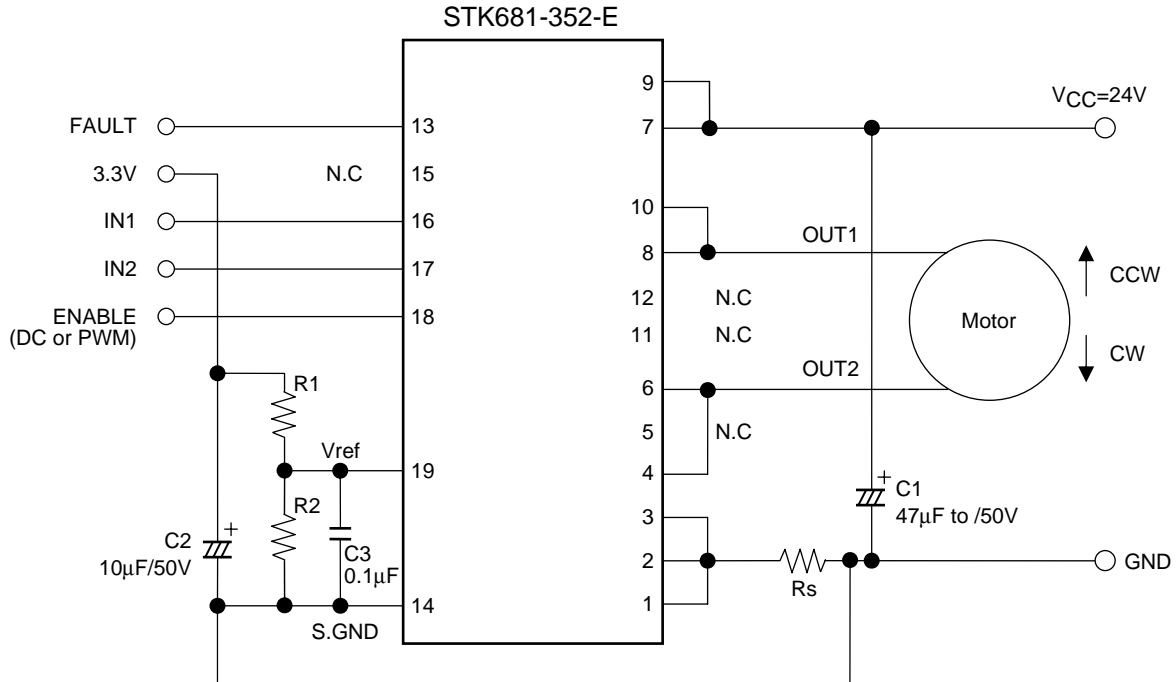 STK681-352-E
FAULT
3.3V
IN1
IN2
ENABLE
(DC or PWM)
13
N.C
15
16
17
18
R1
Vref
19
R2
C2
+
10μF/50V
C3
0.1μF
14
S.GND
9
7
VCC=24V
10
OUT1
8
12
N.C
11
N.C
OUT2
6
5
N.C
4
3
2
1
Motor
CCW
CW
+
C1
47μF to /50V
Rs
GND